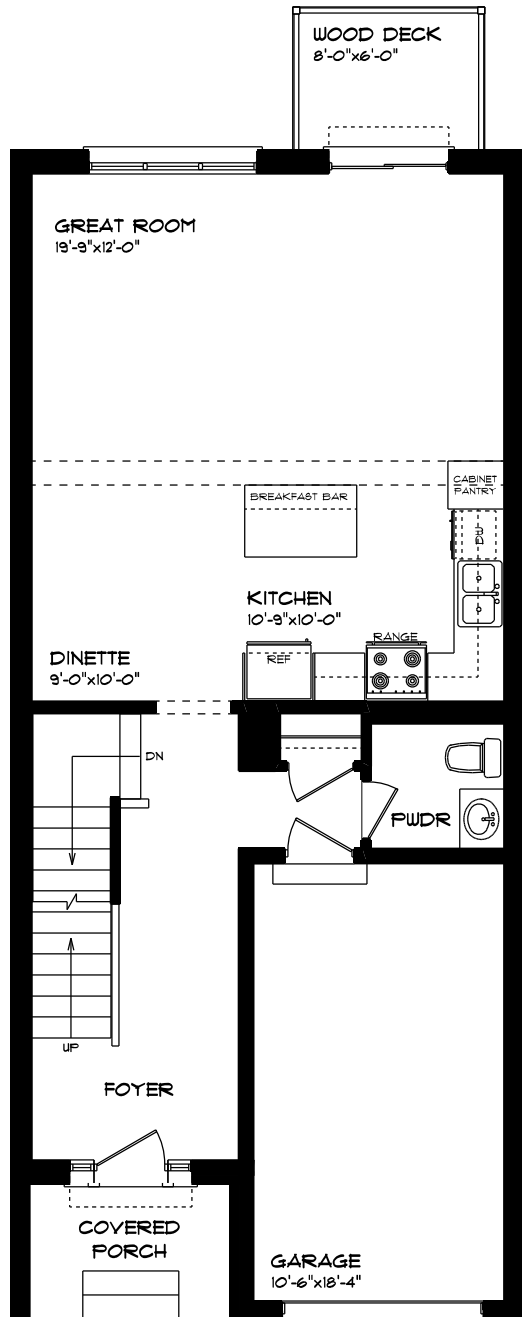 WOOD DECK
8'-0"x6'-0"
GREAT ROOM
19'-9"x12'-0"
CABINET
PANTRY
BREAKFAST BAR
DW
KITCHEN
10'-9"x10'-0"
RANGE
REF
DINETTE
9'-0"x10'-0"
DN
PWDR
UP
FOYER
COVERED
PORCH
GARAGE
10'-6"x18'-4"